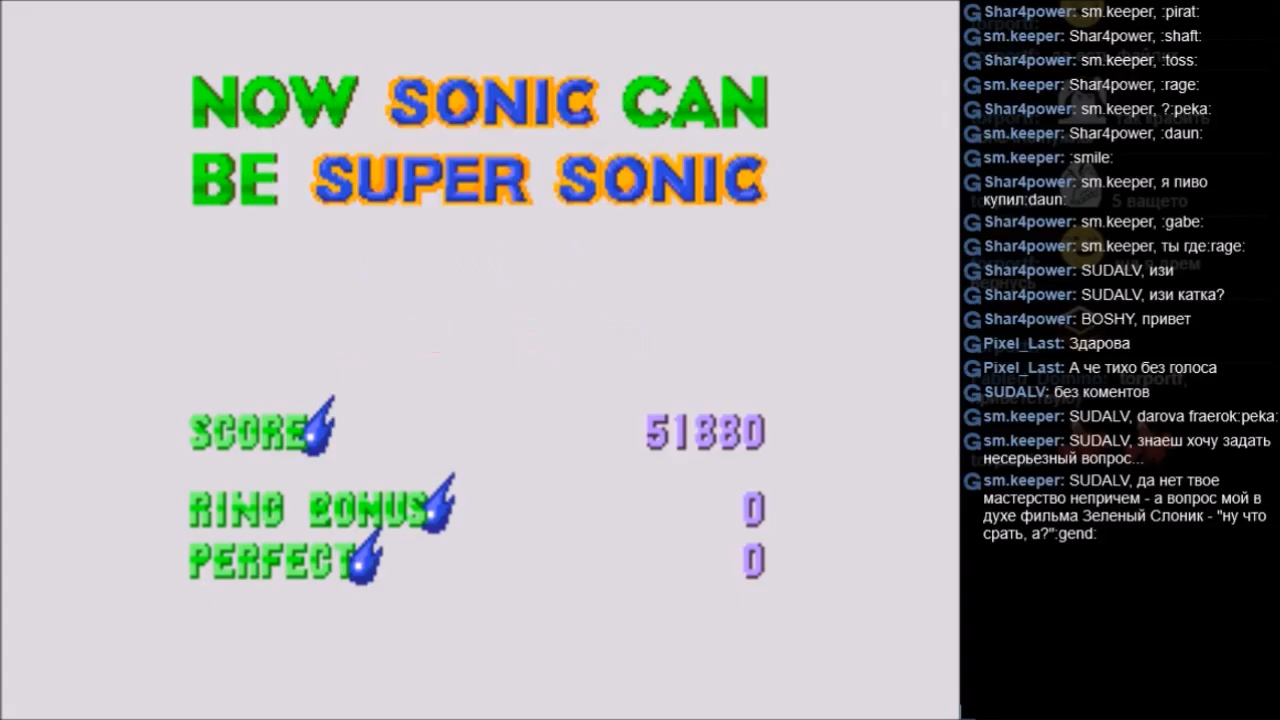 NOW SONIC CAN
BE SUPER SONIC
SCORE 51880
RING BONUS 0
PERFECT 0
Shar4power: sm.keeper, :pirat:
sm.keeper: Shar4power, :shaft:
Shar4power: sm.keeper, :toss:
sm.keeper: Shar4power, :rage:
Shar4power: sm.keeper, ?:peka:
sm.keeper: Shar4power, :daun:
sm.keeper: :smile:
Shar4power: sm.keeper, я пиво
купил:daun:
Shar4power: sm.keeper, :gabe:
Shar4power: sm.keeper, ты где:rage:
Shar4power: SUDALV, изи
Shar4power: SUDALV, изи катка?
Shar4power: BOSHY, привет
Pixel_Last: Здарова
Pixel_Last: А че тихо без голоса
SUDALV: без коментов
sm.keeper: SUDALV, darova fraerok:peka:
sm.keeper: SUDALV, знаеш хочу задать
несерьезный вопрос...
sm.keeper: SUDALV, да нет твое
мастерство непричем - а вопрос мой в
духе фильма Зеленый Слоник - "ну что
срать, а?":gend: